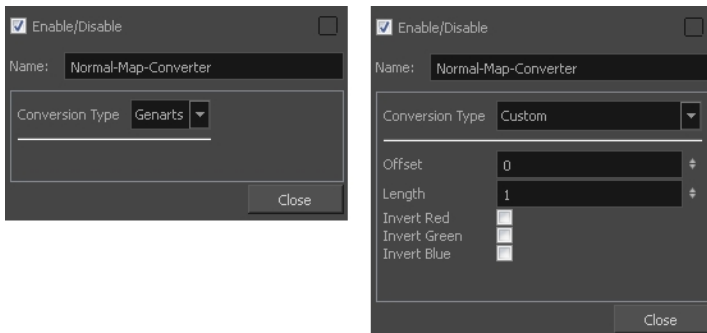 Enable/Disable
Name: Normal-Map-Converter
Conversion Type Genarts
Close
Enable/Disable
Name: Normal-Map-Converter
Conversion Type Custom
Offset 0
Length 1
Invert Red
Invert Green
Invert Blue
Close